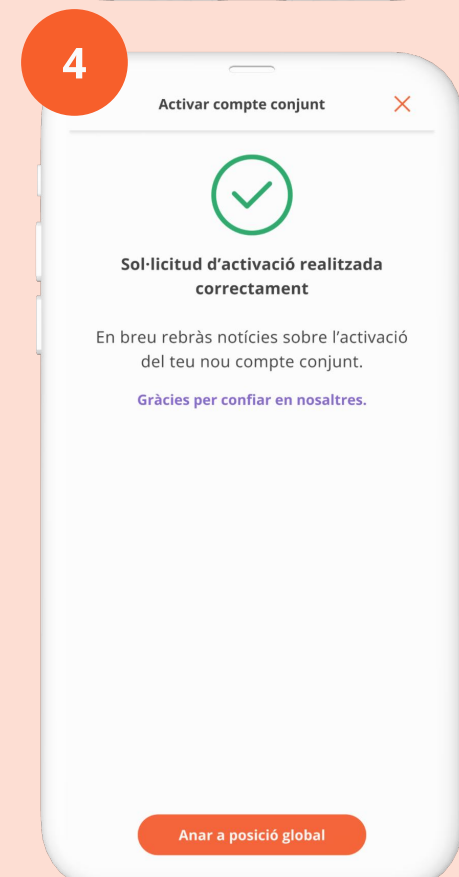 4
Activar compte conjunt
Sol·licitud d’activació realitzada
correctament
En breu rebràs notícies sobre l’activació
del teu nou compte conjunt.
Gràcies per confiar en nosaltres.
Anar a posició global